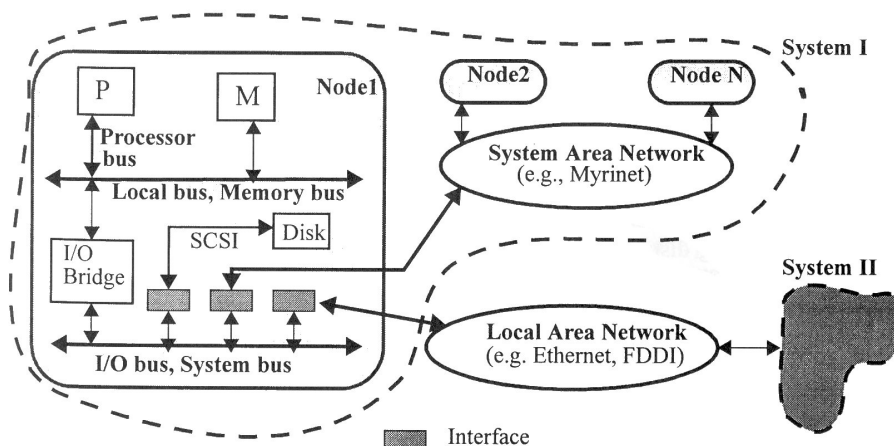 System I
P
M
Node1
Node2
Node N
Processor
bus
System Area Network
(e.g., Myrinet)
Local bus, Memory bus
SCSI
Disk
I/O
Bridge
System II
Local Area Network
(e.g. Ethernet, FDDI)
I/O bus, System bus
Interface